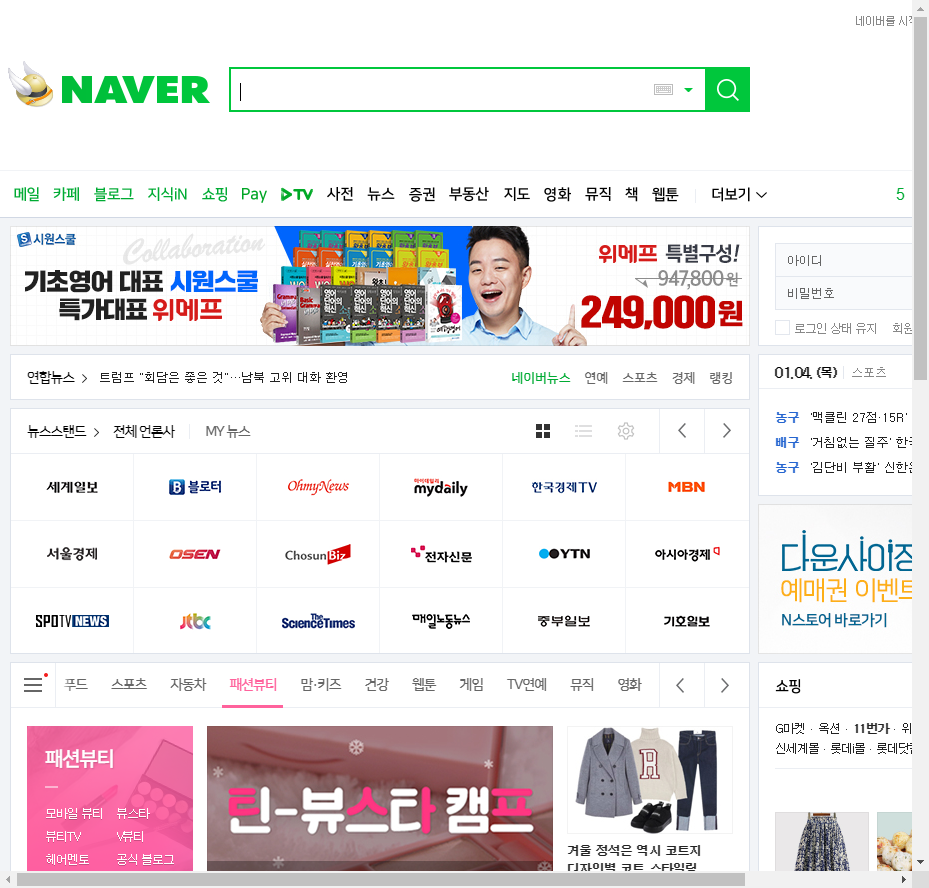 네이버를 시
NAVER
메일 카페 블로그 지식iN 쇼핑 Pay TV 사전 뉴스 증권 부동산 지도 영화 뮤직 책 웹툰 더보기 5
S 시원스쿨
Collaboration
기초영어 대표 시원스쿨
특가대표 위메프
위메프 특별구성!
947,800원
249,000원
아이디
비밀번호
로그인 상태 유지 회원
연합뉴스 트럼프 "회담은 좋은 것"…남북 고위 대화 환영
네이버뉴스 연예 스포츠 경제 랭킹
01.04. (목) 스포츠
농구 '맥클린 27점·15R'
배구 '거침없는 질주' 한국
농구 '김단비 부활' 신한은
뉴스스탠드 전체 언론사 MY 뉴스
세계일보 B 블로터 OhmyNews 마이데일리 mydaily 한국경제TV MBN
서울경제 OSEN ChosunBiz 전자신문 YTN 아시아경제
SPOTV NEWS jtbc The ScienceTimes 매일노동뉴스 중부일보 기호일보
다운사이징
예매권 이벤트
N스토어 바로가기
푸드 스포츠 자동차 패션뷰티 맘·키즈 건강 웹툰 게임 TV연예 뮤직 영화
쇼핑
G마켓 · 옥션 · 11번가 · 위
신세계몰 · 롯데i몰 · 롯데닷컴
패션뷰티
모바일 뷰티 뷰스타
뷰티TV V뷰티
헤어멘토 공식 블로그
틴-뷰스타 캠프
R
겨울 정석은 역시 코트지
디자인별 코트 스타일링